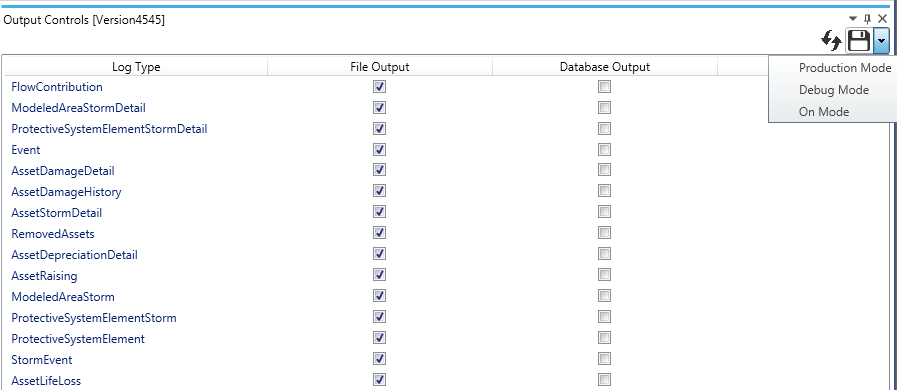 Output Controls [Version4545]
Log Type File Output Database Output
Production Mode
Debug Mode
On Mode
FlowContribution
ModeledAreaStormDetail
ProtectiveSystemElementStormDetail
Event
AssetDamageDetail
AssetDamageHistory
AssetStormDetail
RemovedAssets
AssetDepreciationDetail
AssetRaising
ModeledAreaStorm
ProtectiveSystemElementStorm
ProtectiveSystemElement
StormEvent
AssetLifeLoss